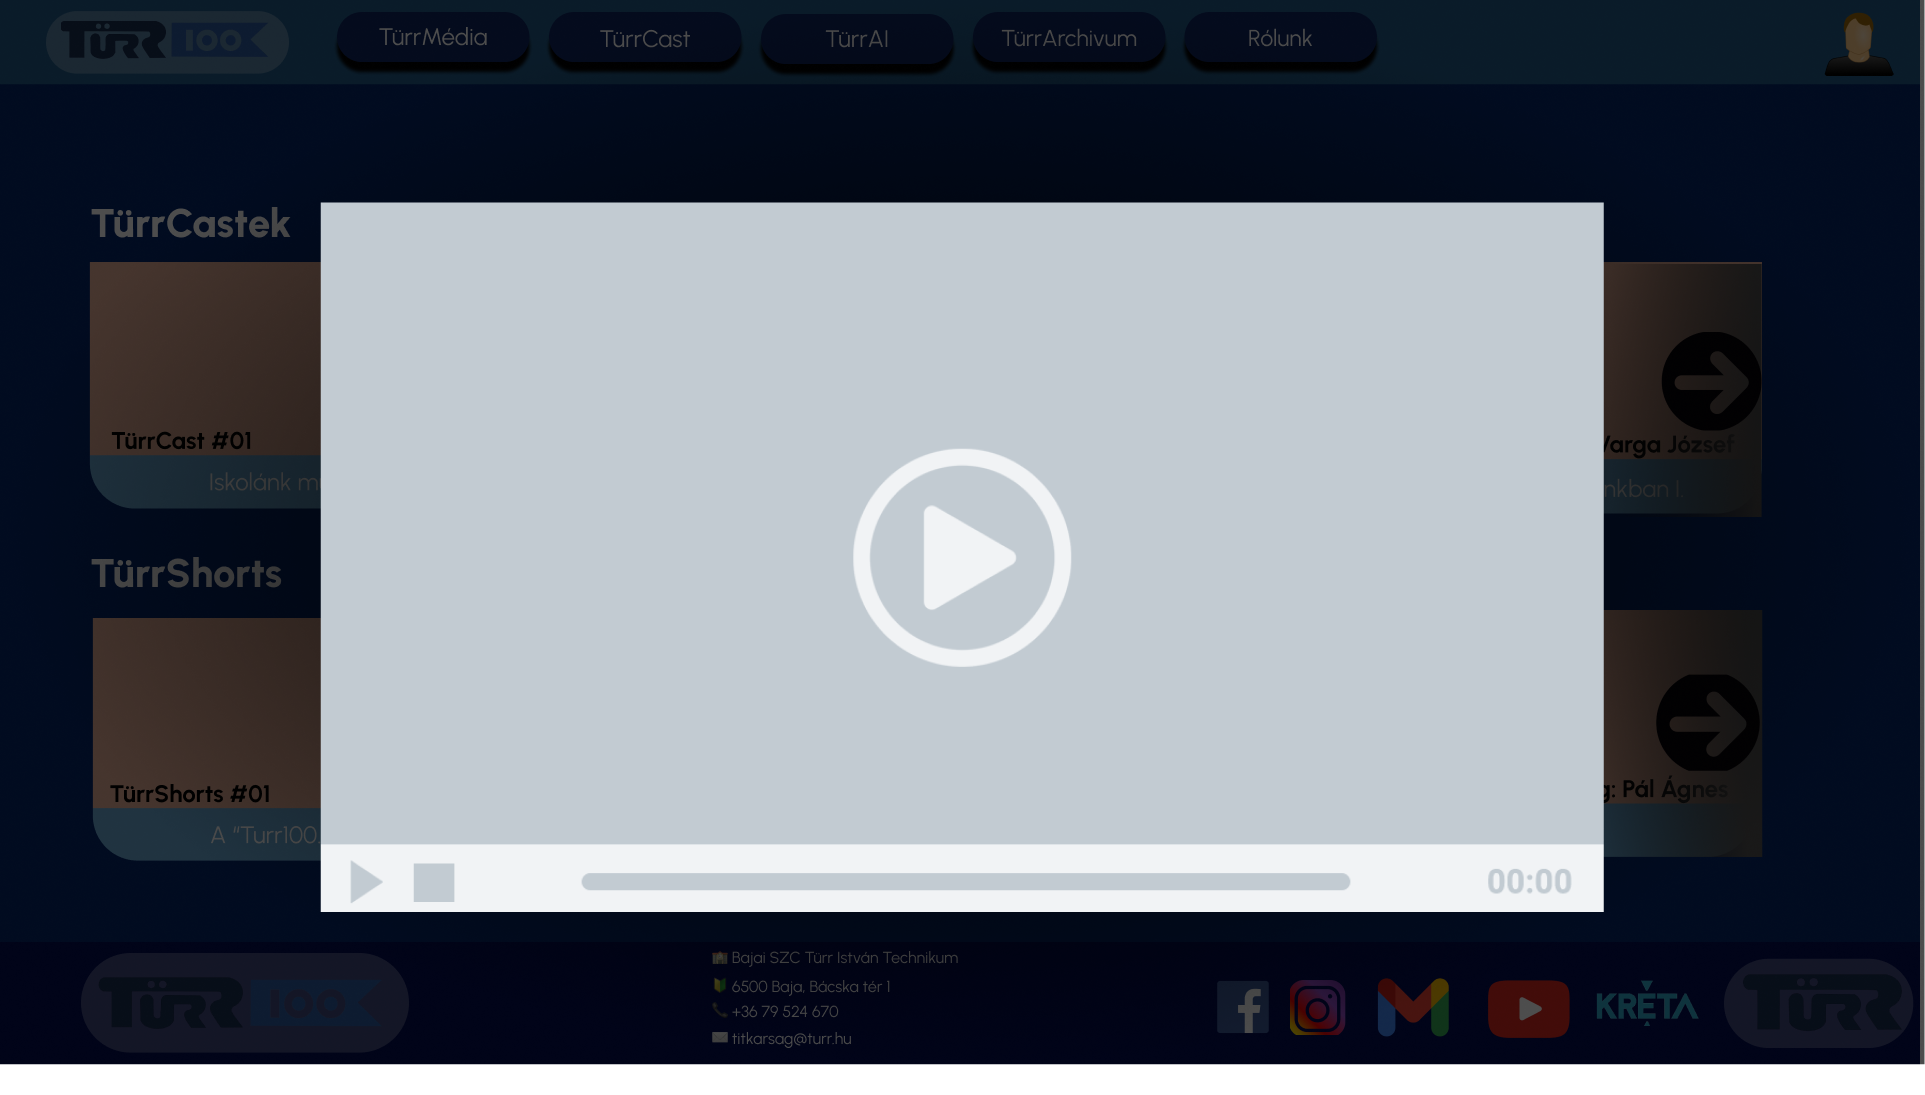 TÜRR 100
TürrMédia
TürrCast
TürrAI
TürrArchivum
Rólunk
TürrCastek
TürrCast #01
Iskolánk
Varga József
TürrShorts
TürrShorts #01
A "Turr100.
g: Pál Ágnes
00:00
Bajai SZC Türr István Technikum
6500 Baja, Bácska tér 1
+36 79 524 670
titkarsag@turr.hu
TÜRR 100
KRÉTA
TÜRR